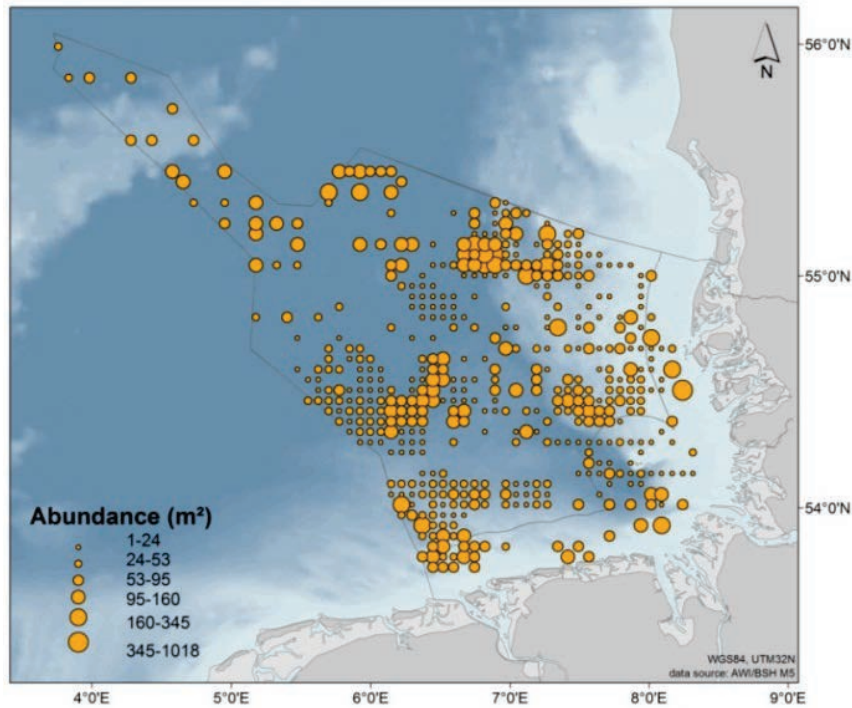 56°0'N
N
55°0'N
54°0'N
Abundance (m²)
1-24
24-53
53-95
95-160
160-345
345-1018
WGS84, UTM32N
data source: AWI/BSH M5
4°0'E 5°0'E 6°0'E 7°0'E 8°0'E 9°0'E